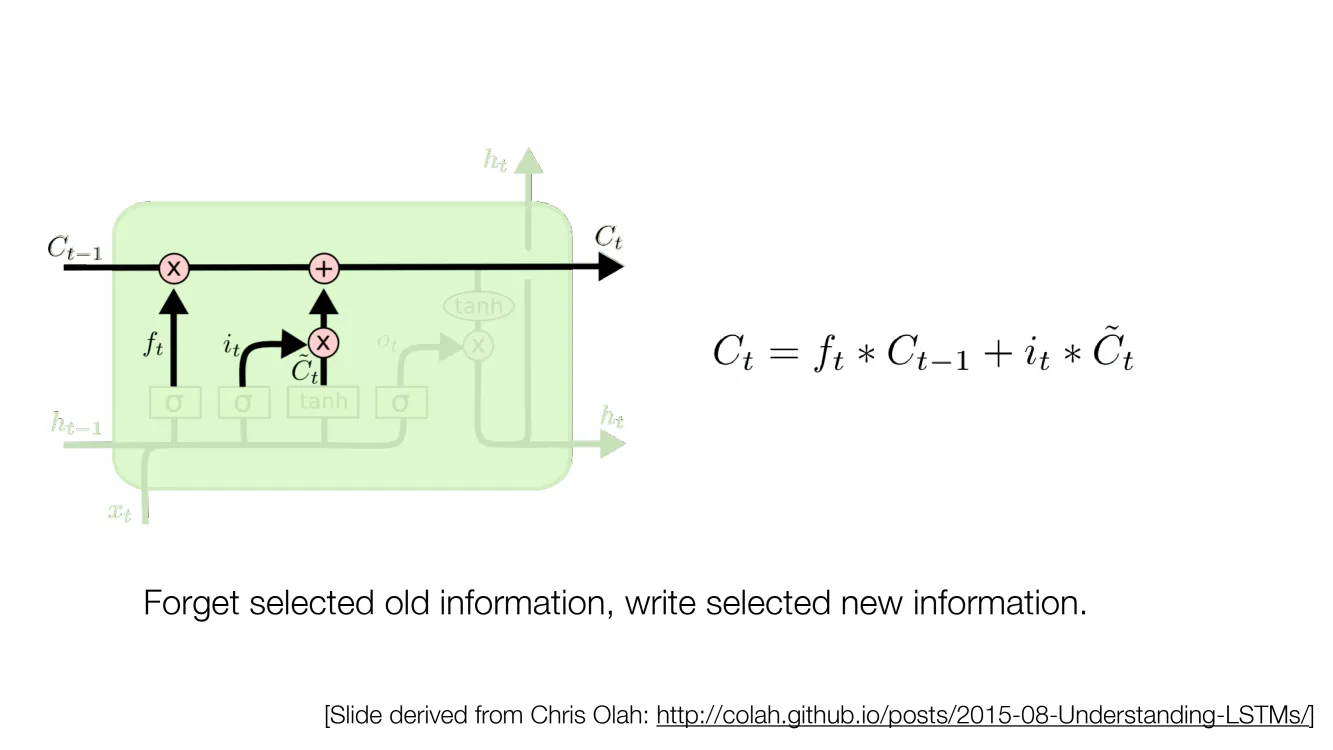 h_t
C_{t-1}
C_t
x
+
tanh
f_t
i_t
x
o_t
x
C̃_t
σ
σ
tanh
σ
h_{t-1}
h_t
x_t
C_t = f_t * C_{t-1} + i_t * C̃_t
Forget selected old information, write selected new information.
[Slide derived from Chris Olah: http://colah.github.io/posts/2015-08-Understanding-LSTMs/]